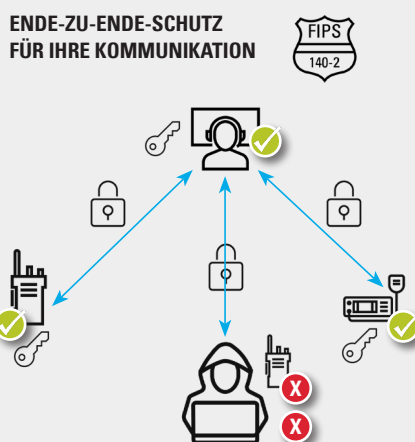 ENDE-ZU-ENDE-SCHUTZ
FÜR IHRE KOMMUNIKATION
FIPS
140-2
X
X